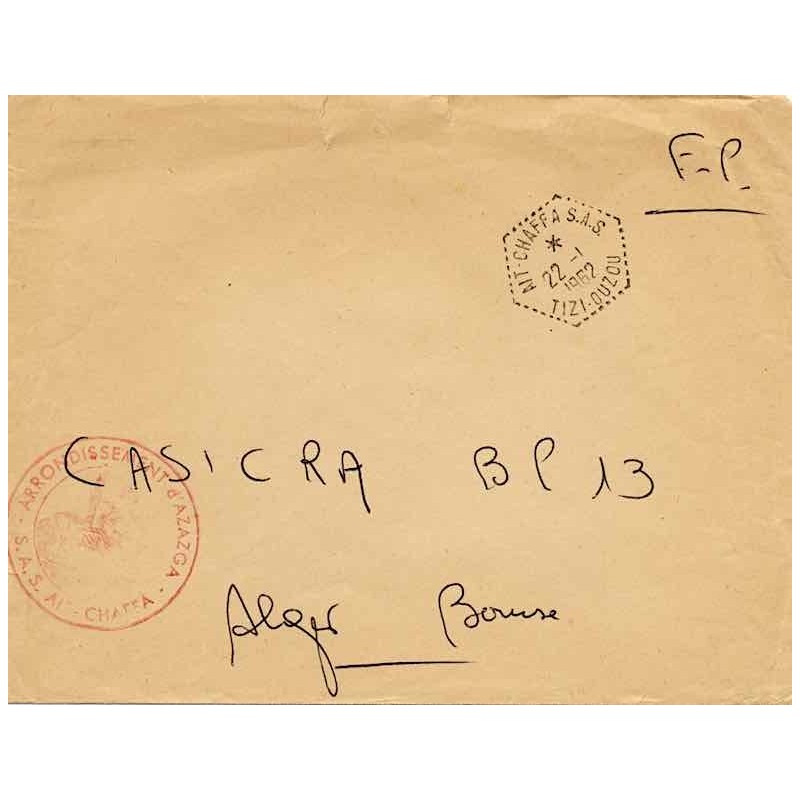 F.P.
AIT-CHAFFA S.A.S.
*
22 -1
1962
TIZI-OUZOU
CASICRA BP 13
ARRONDISSEMENT d'AZAZGA
S.A.S. AIT-CHAFFA
Alger Bourse